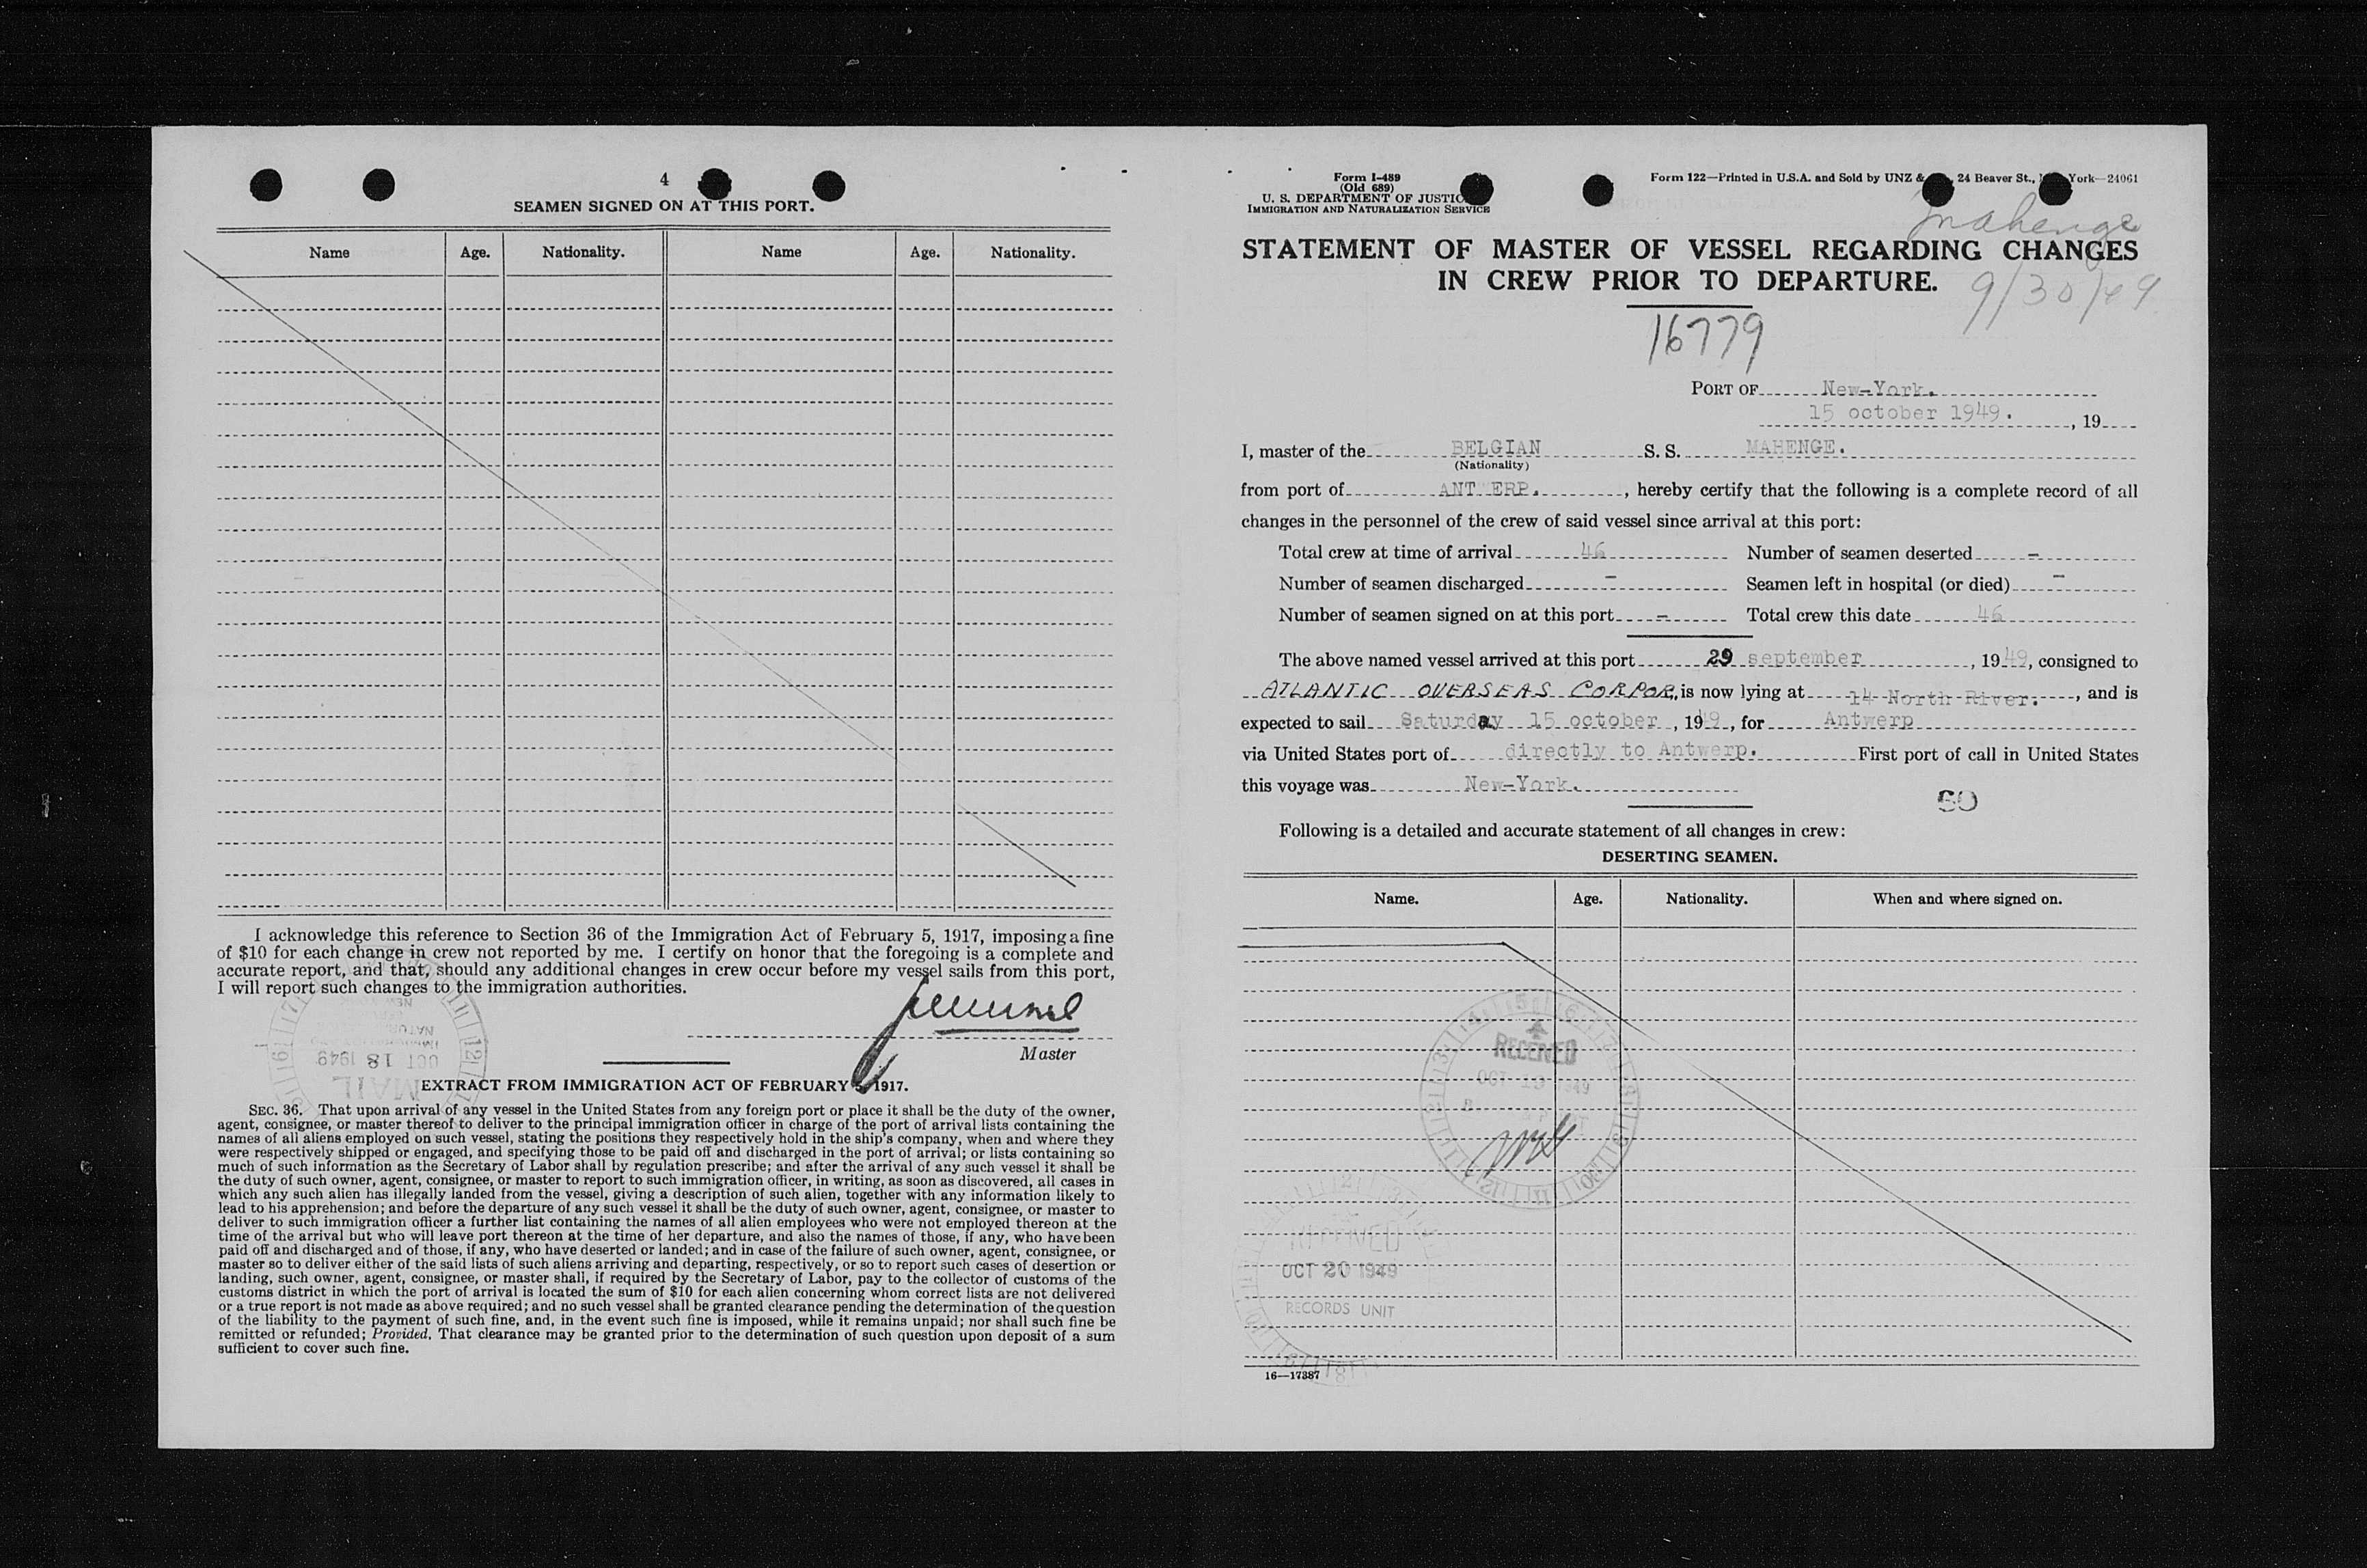 4
SEAMEN SIGNED ON AT THIS PORT.
Name Age. Nationality. Name Age. Nationality.
I acknowledge this reference to Section 36 of the Immigration Act of February 5, 1917, imposing a fine
of $10 for each change in crew not reported by me. I certify on honor that the foregoing is a complete and
accurate report, and that, should any additional changes in crew occur before my vessel sails from this port,
I will report such changes to the immigration authorities.
Master
OCT 18 1949
MAIL
EXTRACT FROM IMMIGRATION ACT OF FEBRUARY 5, 1917.
SEC. 36. That upon arrival of any vessel in the United States from any foreign port or place it shall be the duty of the owner,
agent, consignee, or master thereof to deliver to the principal immigration officer in charge of the port of arrival lists containing the
names of all aliens employed on such vessel, stating the positions they respectively hold in the ship's company, when and where they
were respectively shipped or engaged, and specifying those to be paid off and discharged in the port of arrival; or lists containing so
much of such information as the Secretary of Labor shall by regulation prescribe; and after the arrival of any such vessel it shall be
the duty of such owner, agent, consignee, or master to report to such immigration officer, in writing, as soon as discovered, all cases in
which any such alien has illegally landed from the vessel, giving a description of such alien, together with any information likely to
lead to his apprehension; and before the departure of any such vessel it shall be the duty of such owner, agent, consignee, or master to
deliver to such immigration officer a further list containing the names of all alien employees who were not employed thereon at the
time of the arrival but who will leave port thereon at the time of her departure, and also the names of those, if any, who have been
paid off and discharged and of those, if any, who have deserted or landed; and in case of the failure of such owner, agent, consignee, or
master so to deliver either of the said lists of such aliens arriving and departing, respectively, or so to report such cases of desertion or
landing, such owner, agent, consignee, or master shall, if required by the Secretary of Labor, pay to the collector of customs of the
customs district in which the port of arrival is located the sum of $10 for each alien concerning whom correct lists are not delivered
or a true report is not made as above required; and no such vessel shall be granted clearance pending the determination of the question
of the liability to the payment of such fine, and, in the event such fine is imposed, while it remains unpaid; nor shall such fine be
remitted or refunded; Provided, That clearance may be granted prior to the determination of such question upon deposit of a sum
sufficient to cover such fine.
Form I-489
(Old 689)
U. S. DEPARTMENT OF JUSTIC
IMMIGRATION AND NATURALIZATION SERVICE
Form 122—Printed in U.S.A. and Sold by UNZ & 24 Beaver St., York—24061
Mahenge
STATEMENT OF MASTER OF VESSEL REGARDING CHANGES
IN CREW PRIOR TO DEPARTURE.
9/30/49
16779
PORT OF New-York.
15 october 1949. , 19
I, master of the BELGIAN S. S. MAHENGE.
(Nationality)
from port of ANT ERP. , hereby certify that the following is a complete record of all
changes in the personnel of the crew of said vessel since arrival at this port:
Total crew at time of arrival 46 Number of seamen deserted -
Number of seamen discharged - Seamen left in hospital (or died) -
Number of seamen signed on at this port - Total crew this date 46
The above named vessel arrived at this port 29 september , 1949, consigned to
ATLANTIC OVERSEAS CORPOR, is now lying at 14 North River. , and is
expected to sail Saturday 15 october , 1949, for Antwerp
via United States port of directly to Antwerp. First port of call in United States
this voyage was New-York.
50
Following is a detailed and accurate statement of all changes in crew:
DESERTING SEAMEN.
Name. Age. Nationality. When and where signed on.
RECEIVED
OCT 1949
RECEIVED
OCT 20 1949
RECORDS UNIT
16—17387